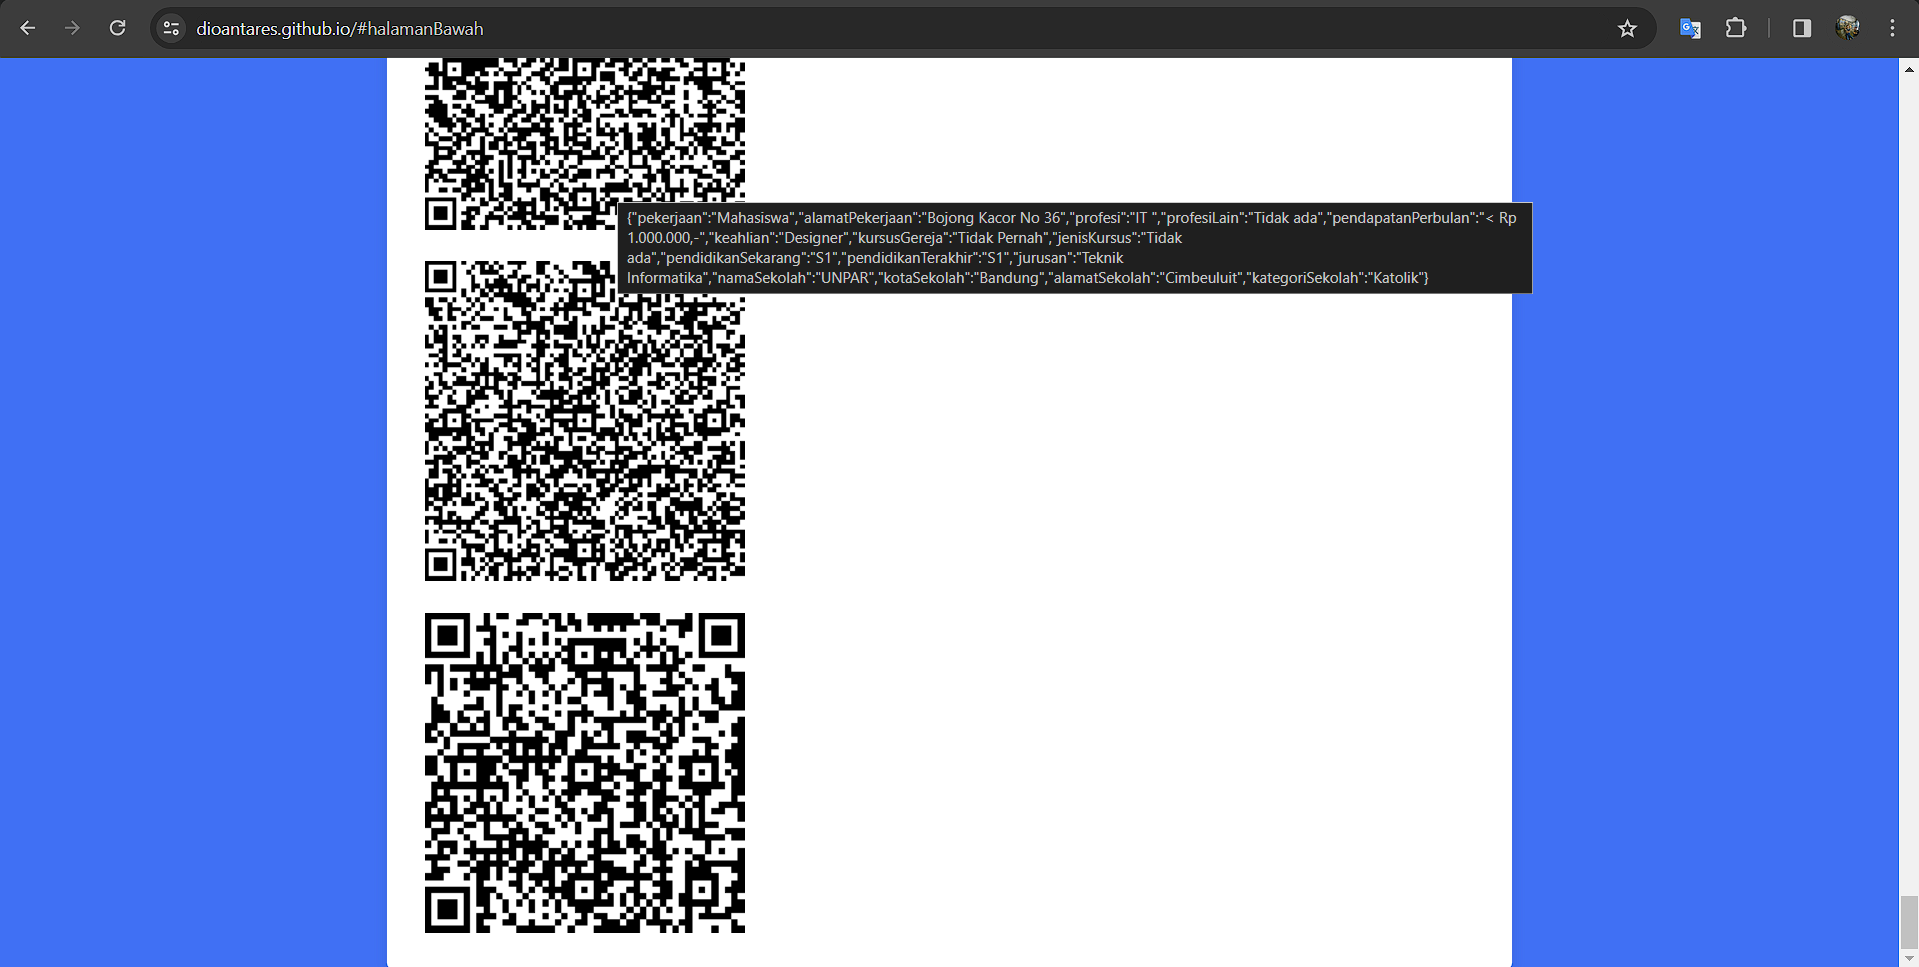 dioantares.github.io/#halamanBawah
{"pekerjaan":"Mahasiswa","alamatPekerjaan":"Bojong Kacor No 36","profesi":"IT ","profesiLain":"Tidak ada","pendapatanPerbulan":"< Rp
1.000.000,-","keahlian":"Designer","kursusGereja":"Tidak Pernah","jenisKursus":"Tidak
ada","pendidikanSekarang":"S1","pendidikanTerakhir":"S1","jurusan":"Teknik
Informatika","namaSekolah":"UNPAR","kotaSekolah":"Bandung","alamatSekolah":"Cimbeuluit","kategoriSekolah":"Katolik"}